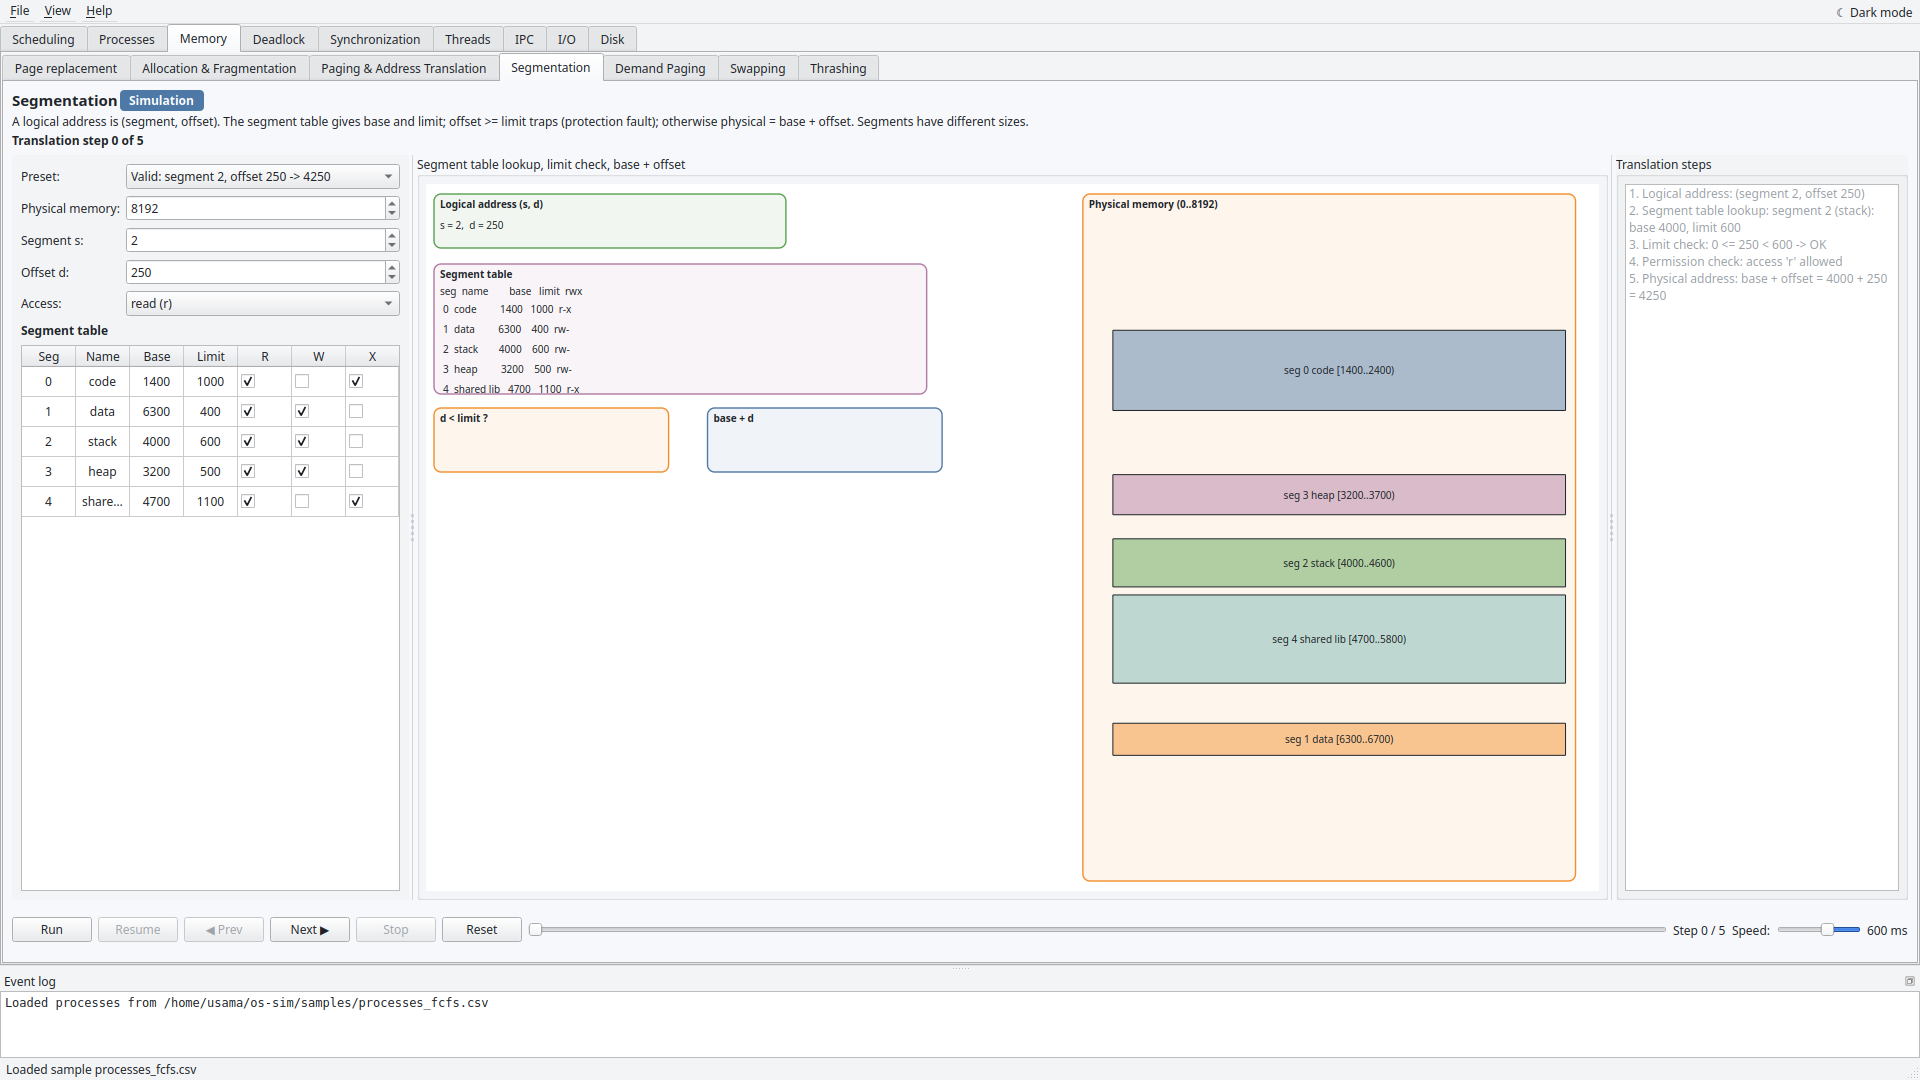 File View Help
☾ Dark mode
Scheduling Processes Memory Deadlock Synchronization Threads IPC I/O Disk
Page replacement Allocation & Fragmentation Paging & Address Translation Segmentation Demand Paging Swapping Thrashing
Segmentation Simulation
A logical address is (segment, offset). The segment table gives base and limit; offset >= limit traps (protection fault); otherwise physical = base + offset. Segments have different sizes.
Translation step 0 of 5
Preset: Valid: segment 2, offset 250 -> 4250
Physical memory: 8192
Segment s: 2
Offset d: 250
Access: read (r)
Segment table
Seg Name Base Limit R W X
0 code 1400 1000
1 data 6300 400
2 stack 4000 600
3 heap 3200 500
4 share... 4700 1100
Segment table lookup, limit check, base + offset
Logical address (s, d)
s = 2, d = 250
Segment table
seg name base limit rwx
0 code 1400 1000 r-x
1 data 6300 400 rw-
2 stack 4000 600 rw-
3 heap 3200 500 rw-
4 shared lib 4700 1100 r-x
d < limit ?
base + d
Physical memory (0..8192)
seg 0 code [1400..2400)
seg 3 heap [3200..3700)
seg 2 stack [4000..4600)
seg 4 shared lib [4700..5800)
seg 1 data [6300..6700)
Translation steps
1. Logical address: (segment 2, offset 250)
2. Segment table lookup: segment 2 (stack):
base 4000, limit 600
3. Limit check: 0 <= 250 < 600 -> OK
4. Permission check: access 'r' allowed
5. Physical address: base + offset = 4000 + 250
= 4250
Run Resume ◀ Prev Next ▶ Stop Reset Step 0 / 5 Speed: 600 ms
Event log
Loaded processes from /home/usama/os-sim/samples/processes_fcfs.csv
Loaded sample processes_fcfs.csv